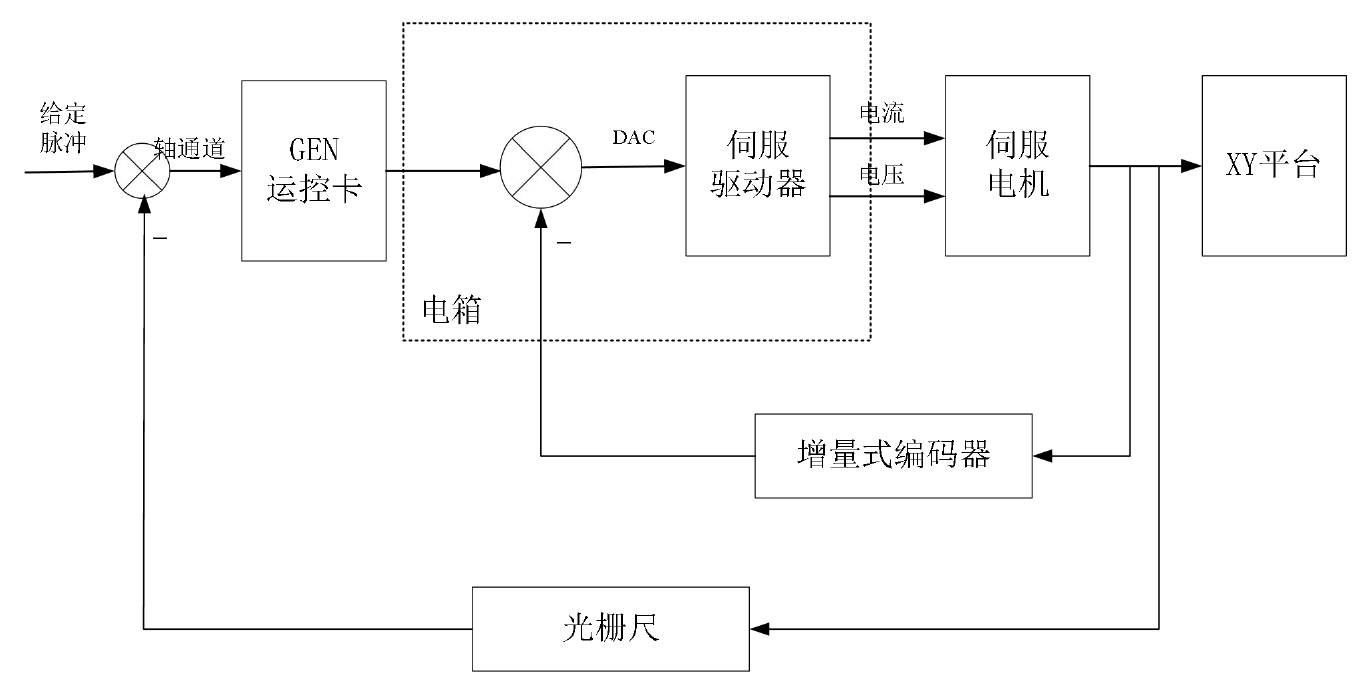 给定
脉冲
轴通道
GEN
运控卡
DAC
伺服
驱动器
电流
电压
伺服
电机
XY平台
－
－
电箱
增量式编码器
光栅尺